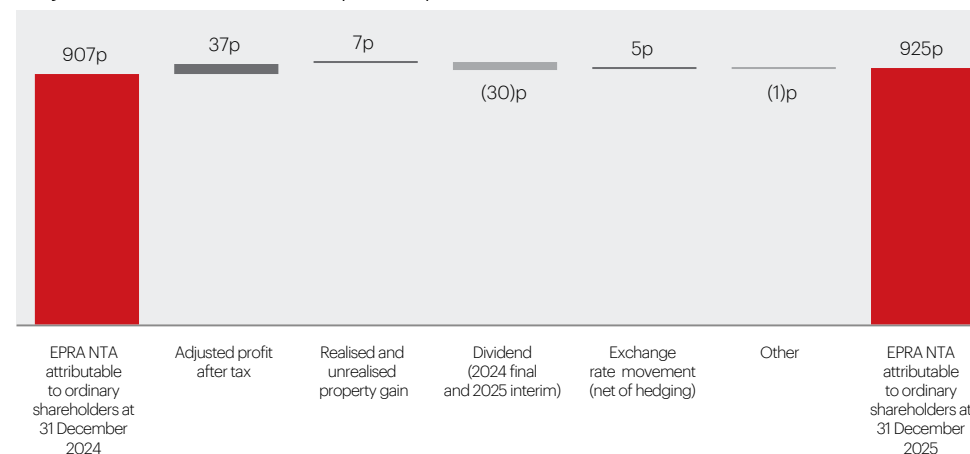 907p
37p
7p
(30)p
5p
(1)p
925p
EPRA NTA
attributable
to ordinary
shareholders at
31 December
2024
Adjusted profit
after tax
Realised and
unrealised
property gain
Dividend
(2024 final
and 2025 interim)
Exchange
rate movement
(net of hedging)
Other
EPRA NTA
attributable
to ordinary
shareholders at
31 December
2025